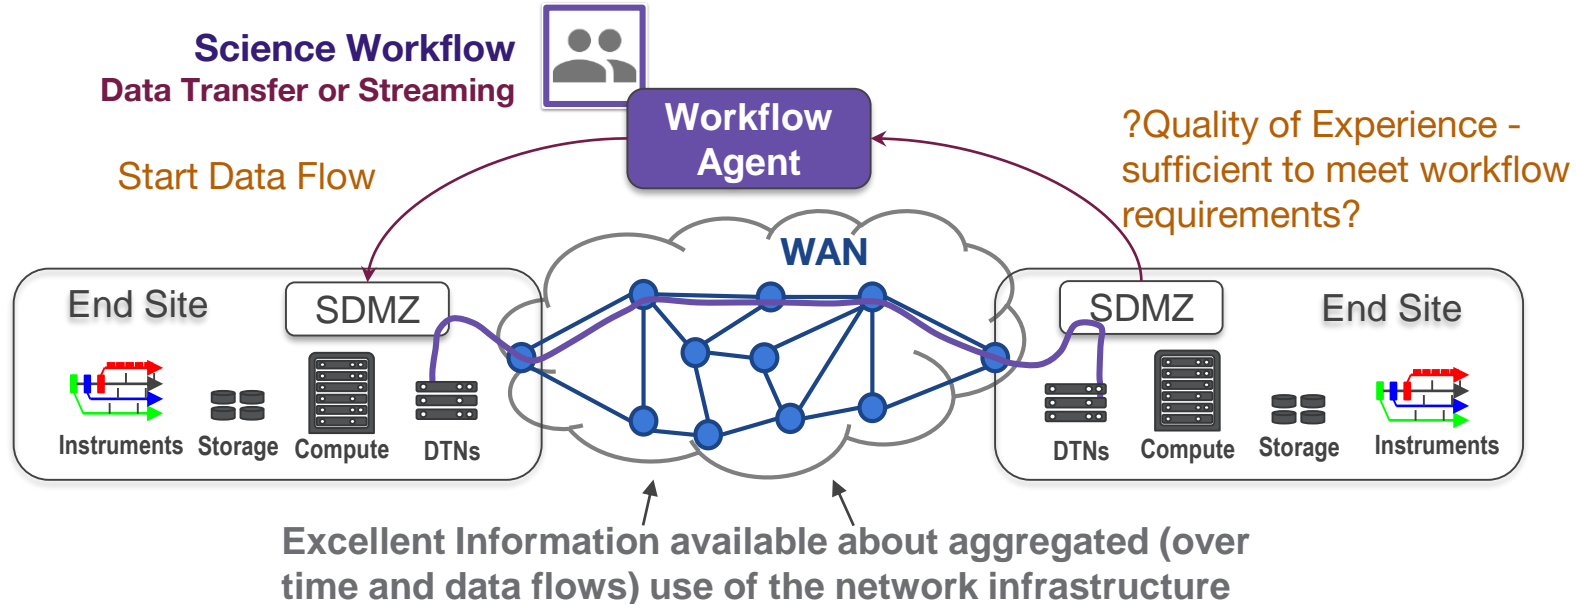 Science Workflow
Data Transfer or Streaming
Workflow
Agent
?Quality of Experience -
sufficient to meet workflow
requirements?
Start Data Flow
WAN
End Site
SDMZ
SDMZ
End Site
Instruments
Storage
Compute
DTNs
DTNs
Compute
Storage
Instruments
Excellent Information available about aggregated (over
time and data flows) use of the network infrastructure